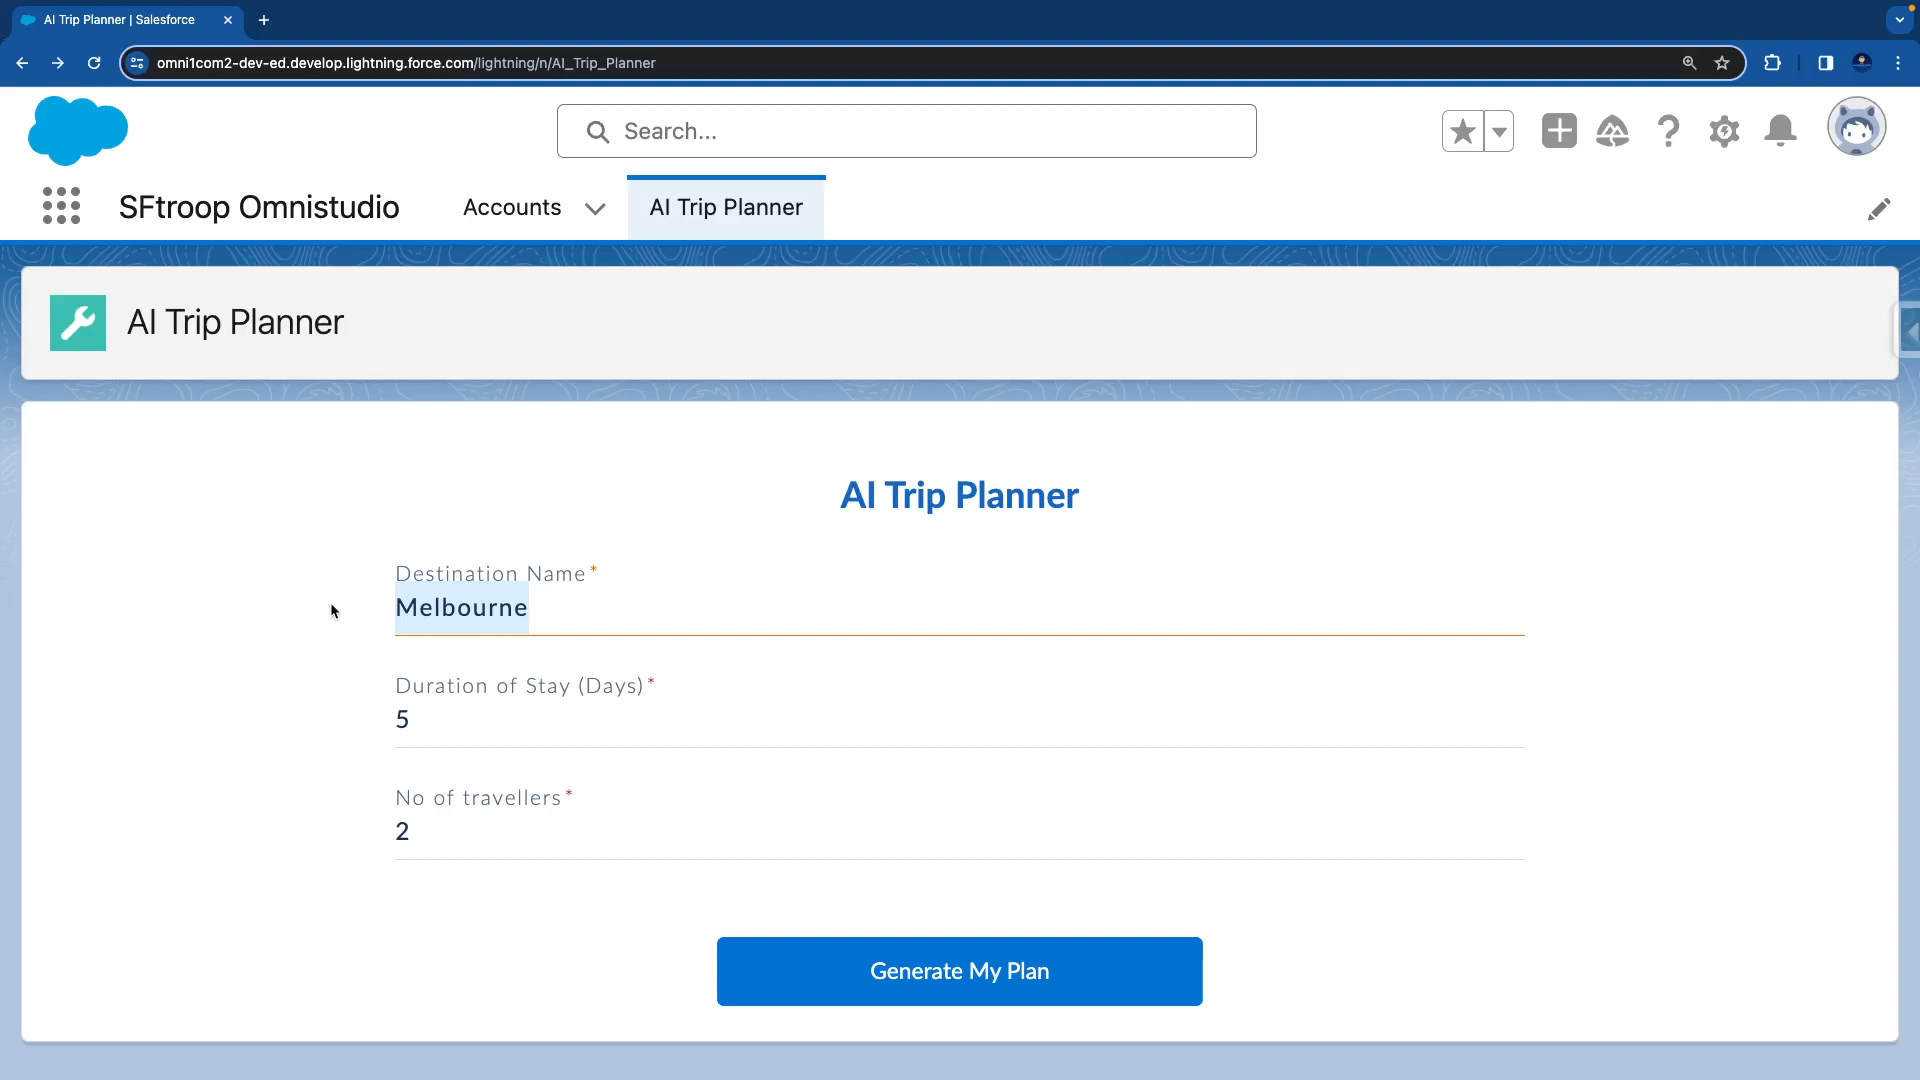 AI Trip Planner | Salesforce
omni1com2-dev-ed.develop.lightning.force.com/lightning/n/AI_Trip_Planner
Search...
SFtroop Omnistudio
Accounts
AI Trip Planner
AI Trip Planner
AI Trip Planner
Destination Name*
Melbourne
Duration of Stay (Days)*
5
No of travellers*
2
Generate My Plan